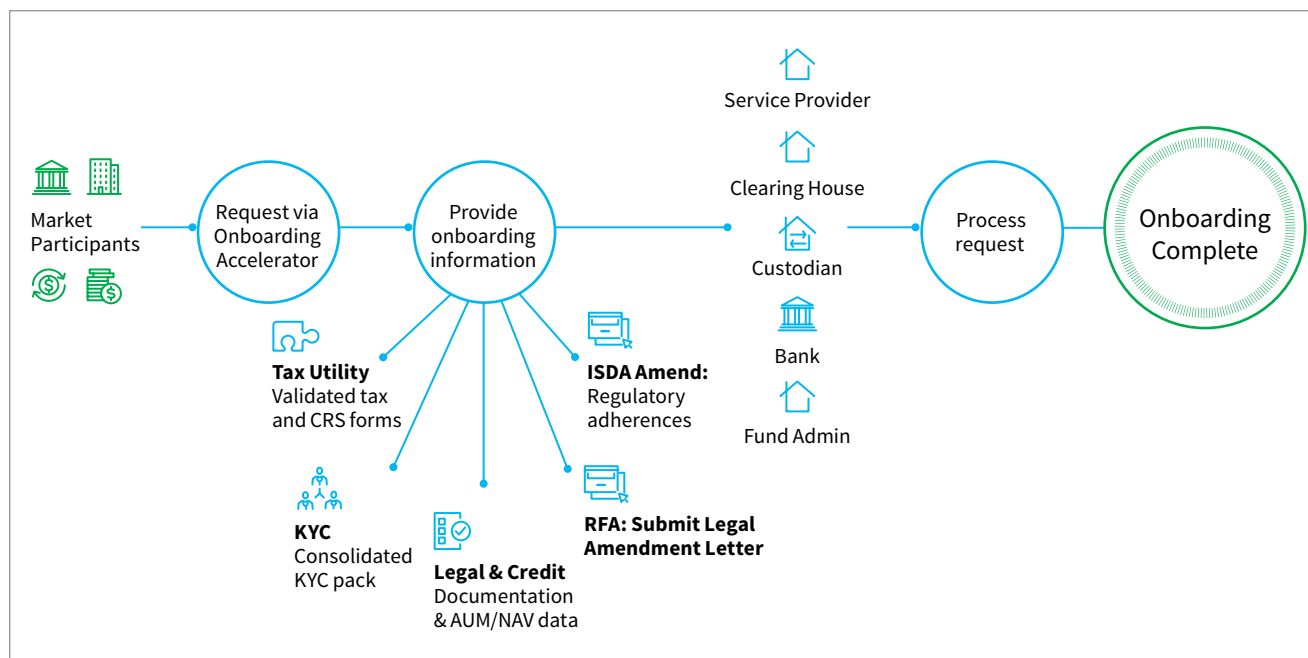 Market
Participants
Request via
Onboarding
Accelerator
Provide
onboarding
information
Tax Utility
Validated tax
and CRS forms
KYC
Consolidated
KYC pack
Legal & Credit
Documentation
& AUM/NAV data
RFA: Submit Legal
Amendment Letter
ISDA Amend:
Regulatory
adherences
Service Provider
Clearing House
Custodian
Bank
Fund Admin
Process
request
Onboarding
Complete